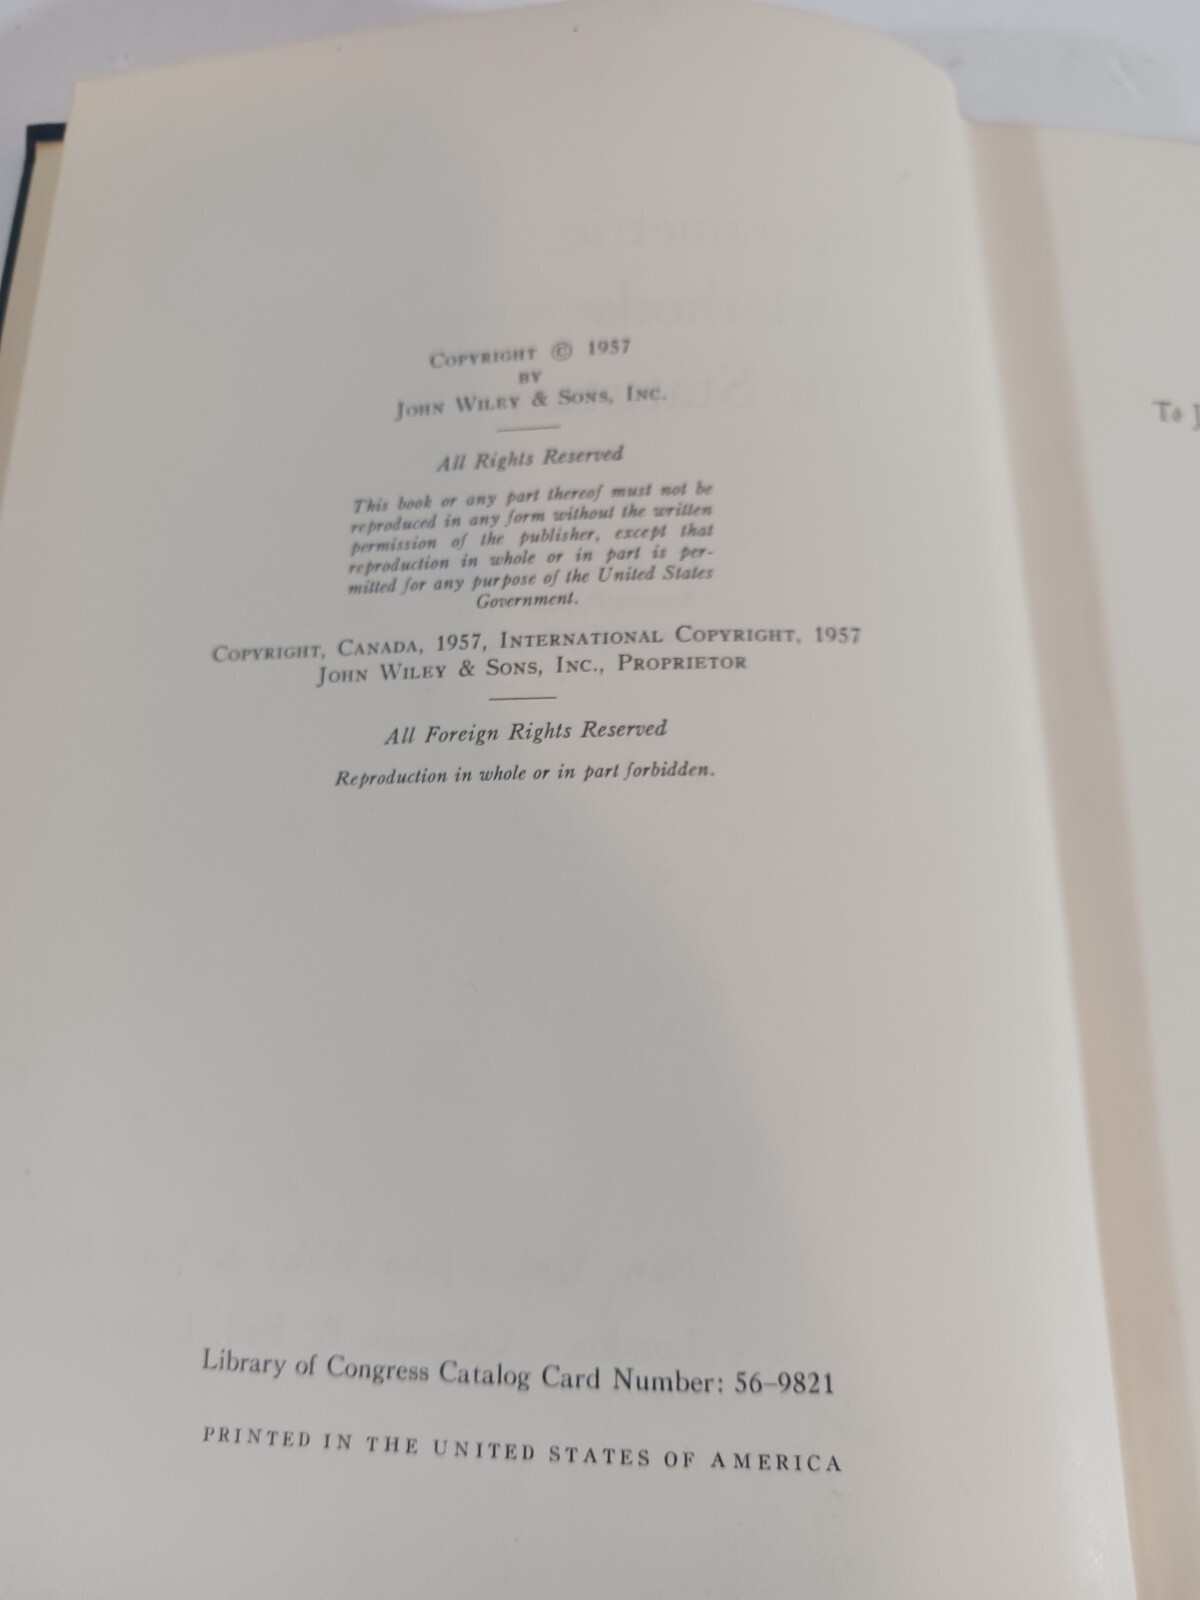 COPYRIGHT © 1957
BY
JOHN WILEY & SONS, INC.
All Rights Reserved
This book or any part thereof must not be
reproduced in any form without the written
permission of the publisher, except that
reproduction in whole or in part is per-
mitted for any purpose of the United States
Government.
COPYRIGHT, CANADA, 1957, INTERNATIONAL COPYRIGHT, 1957
JOHN WILEY & SONS, INC., PROPRIETOR
All Foreign Rights Reserved
Reproduction in whole or in part forbidden.
Library of Congress Catalog Card Number: 56–9821
PRINTED IN THE UNITED STATES OF AMERICA
To J